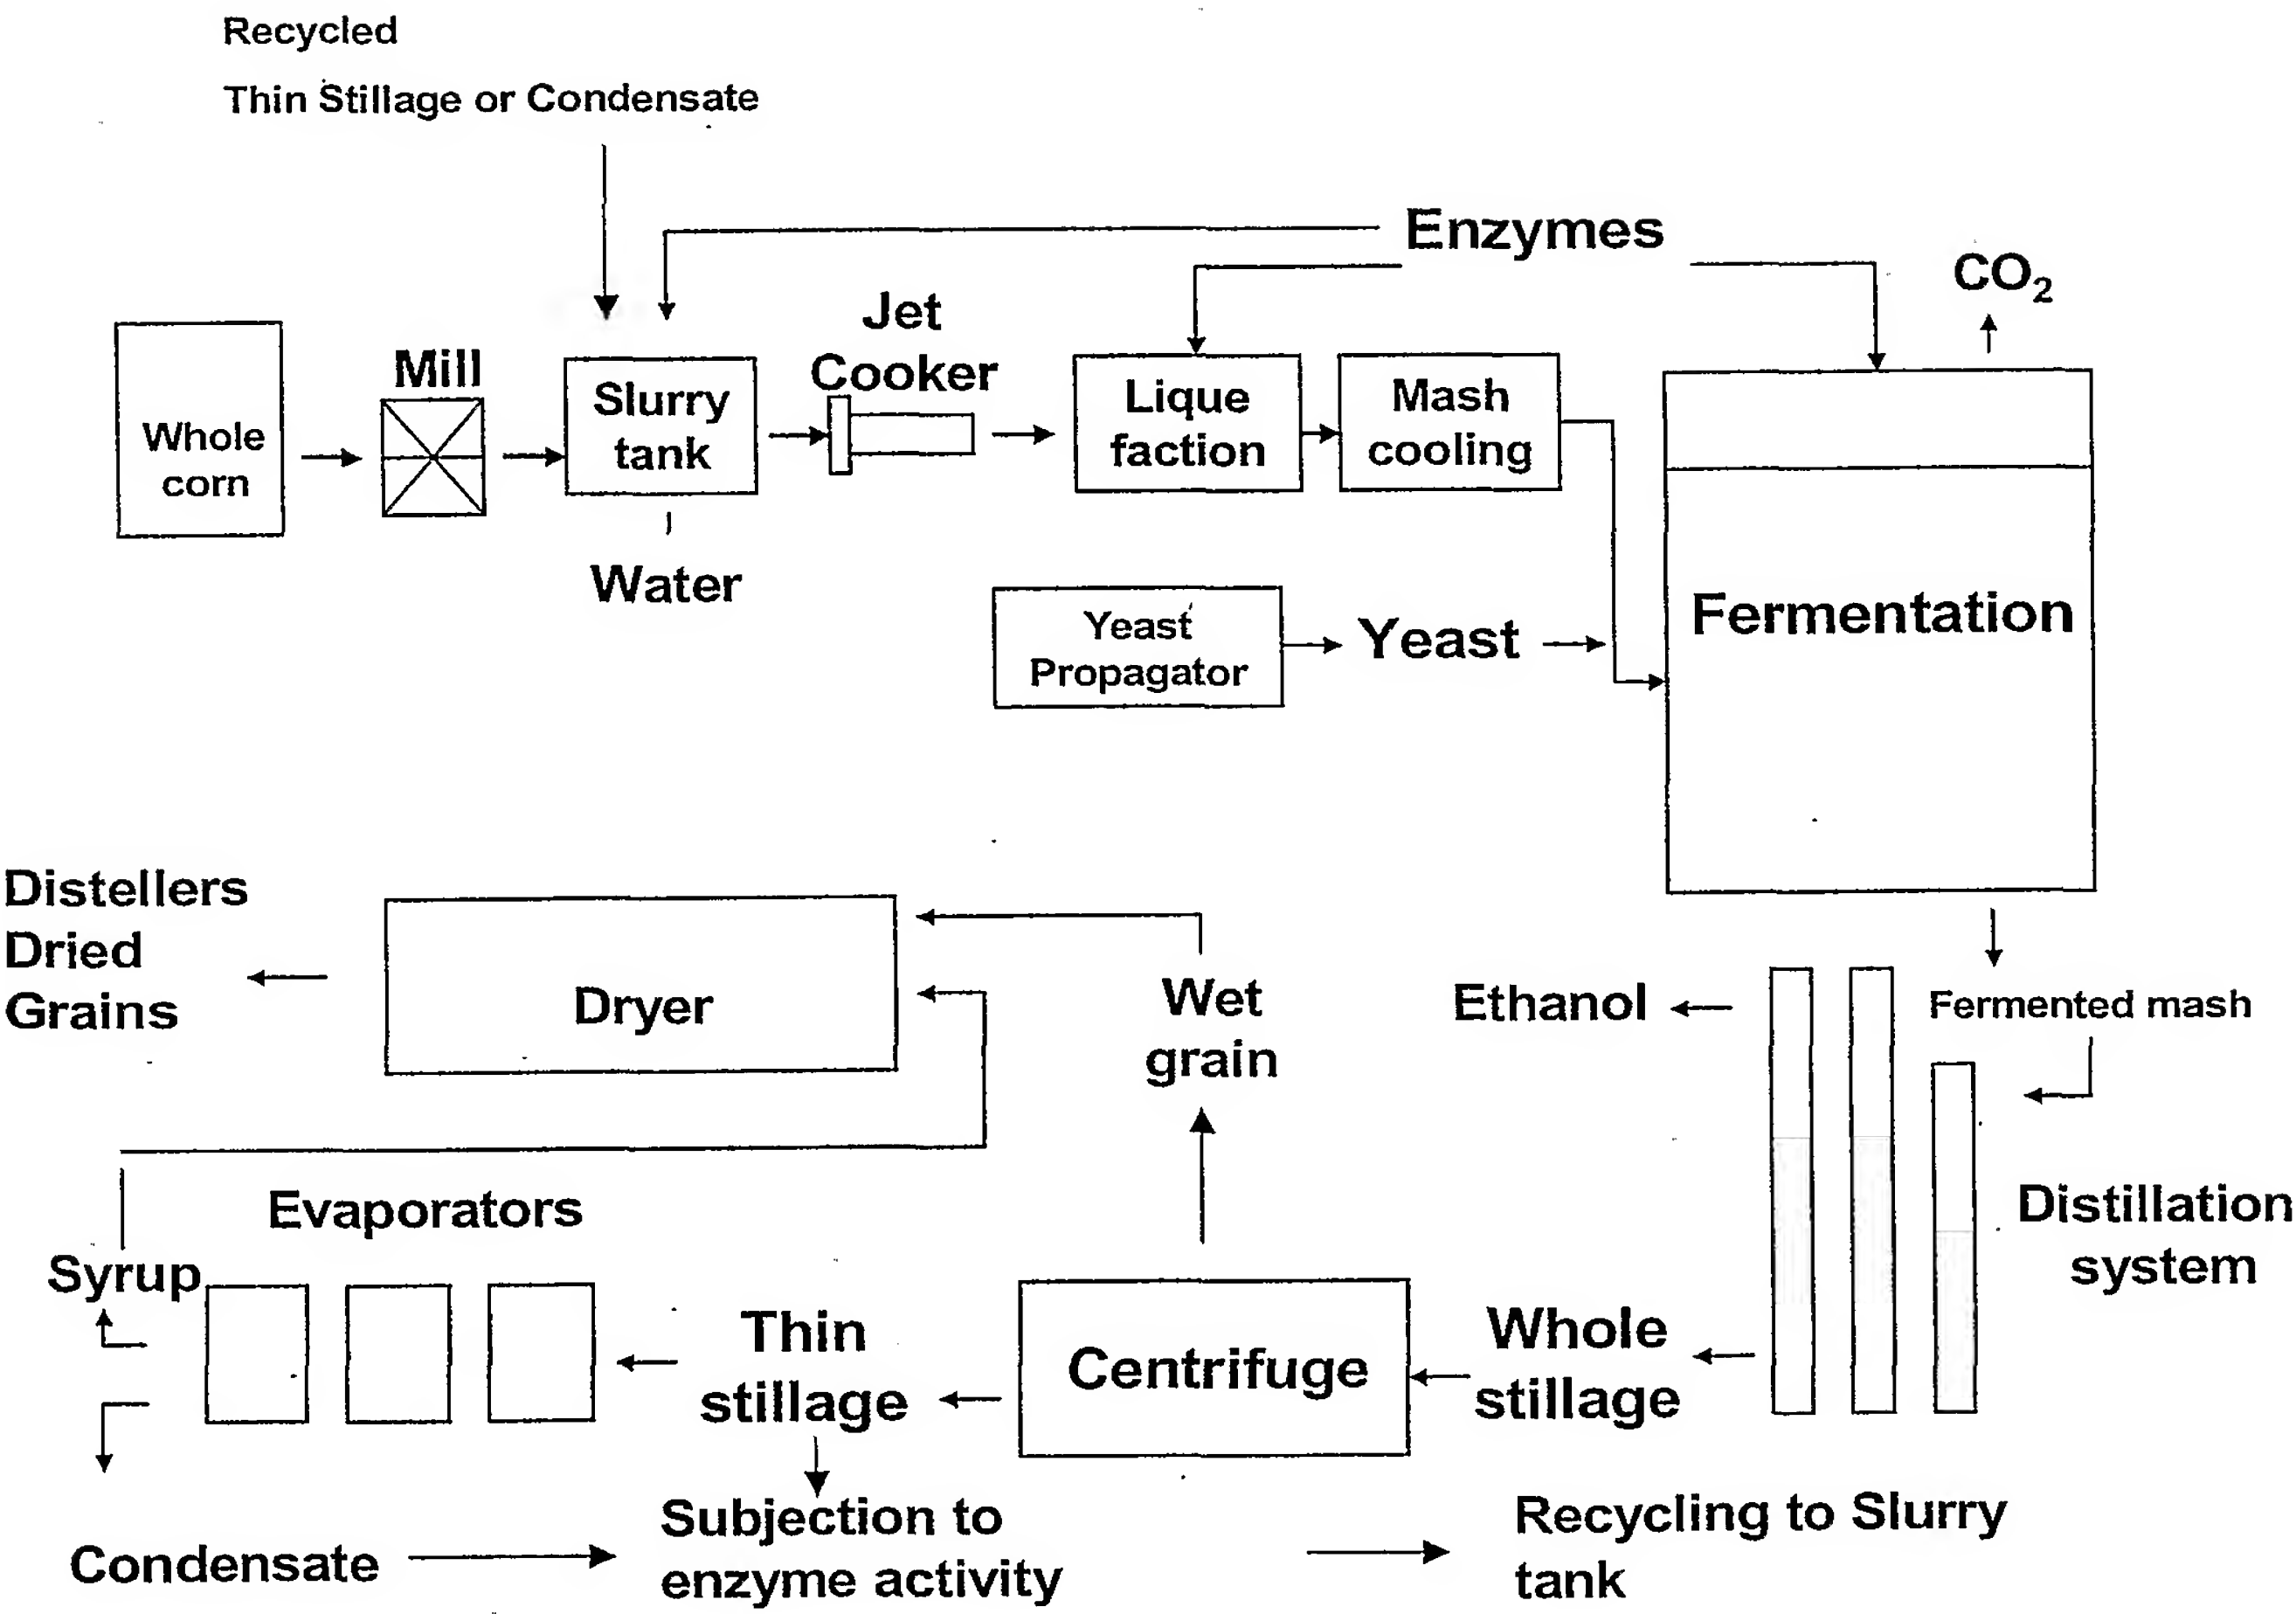 Recycled
Thin Stillage or Condensate
Enzymes
CO₂
Jet
Cooker
Mill
Whole
corn
Slurry
tank
Lique
faction
Mash
cooling
Water
Yeast
Propagator
Yeast
Fermentation
Distellers
Dried
Grains
Dryer
Wet
grain
Ethanol
Fermented mash
Distillation
system
Evaporators
Syrup
Thin
stillage
Centrifuge
Whole
stillage
Condensate
Subjection to
enzyme activity
Recycling to Slurry
tank